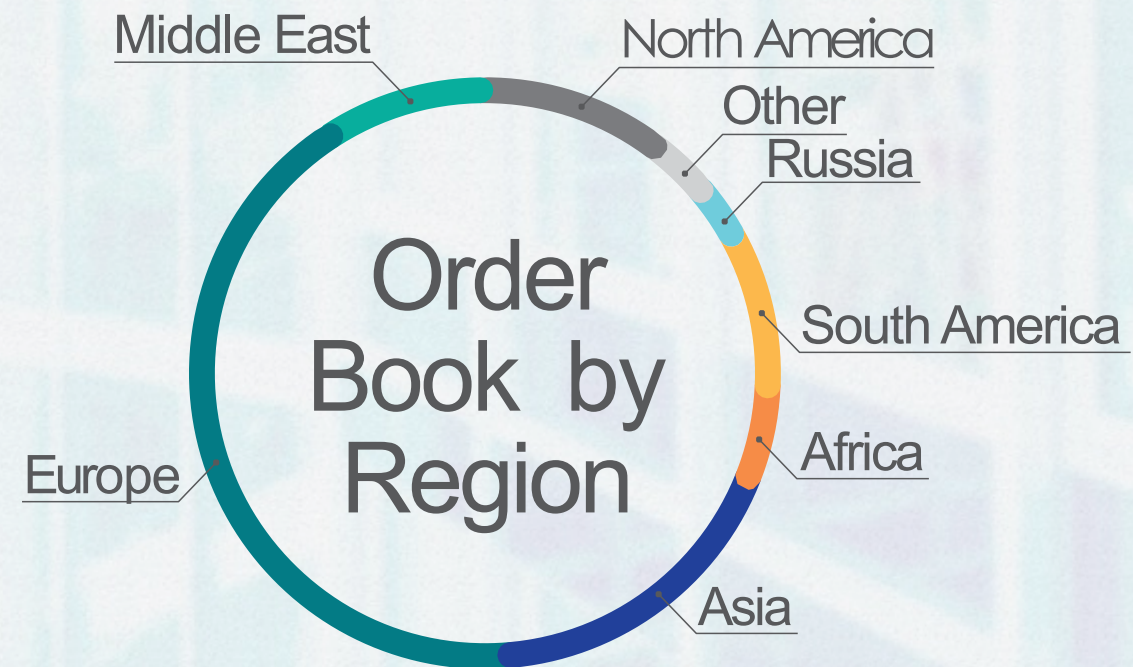 Middle East
North America
Other
Russia
Order
Book by
Region
South America
Africa
Europe
Asia